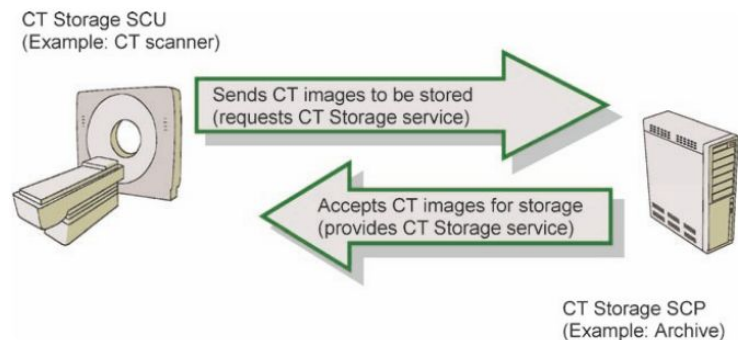 CT Storage SCU
(Example: CT scanner)
Sends CT images to be stored
(requests CT Storage service)
Accepts CT images for storage
(provides CT Storage service)
CT Storage SCP
(Example: Archive)